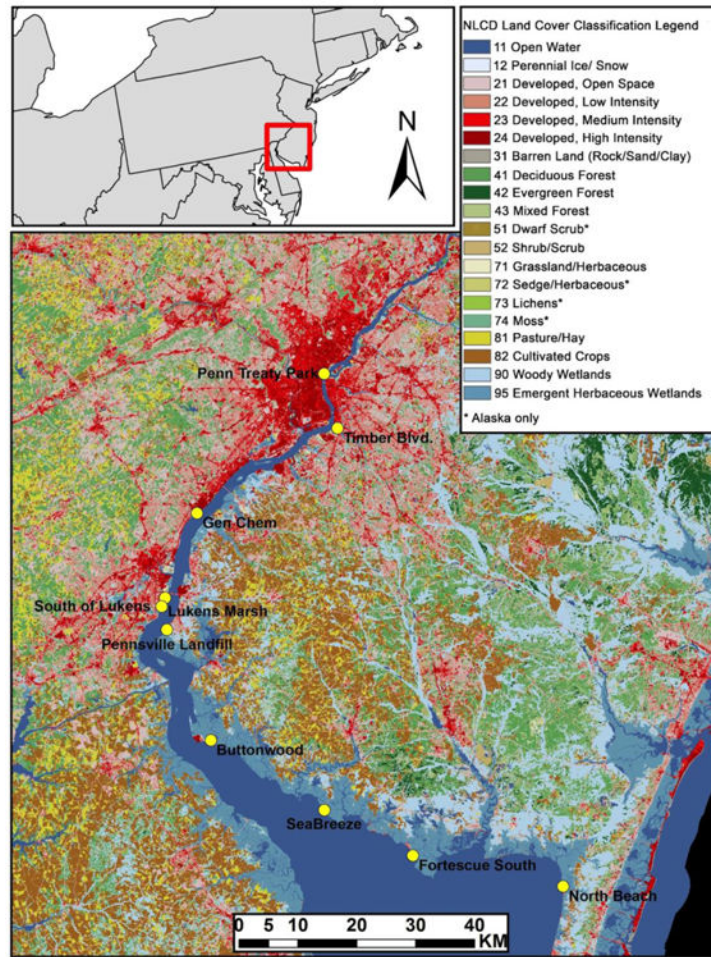 N
NLCD Land Cover Classification Legend
11 Open Water
12 Perennial Ice/ Snow
21 Developed, Open Space
22 Developed, Low Intensity
23 Developed, Medium Intensity
24 Developed, High Intensity
31 Barren Land (Rock/Sand/Clay)
41 Deciduous Forest
42 Evergreen Forest
43 Mixed Forest
51 Dwarf Scrub*
52 Shrub/Scrub
71 Grassland/Herbaceous
72 Sedge/Herbaceous*
73 Lichens*
74 Moss*
81 Pasture/Hay
82 Cultivated Crops
90 Woody Wetlands
95 Emergent Herbaceous Wetlands
* Alaska only
Penn Treaty Park
Timber Blvd.
Gen Chem
South of Lukens
Lukens Marsh
Pennsville Landfill
Buttonwood
SeaBreeze
Fortescue South
North Beach
0 5 10 20 30 40
KM